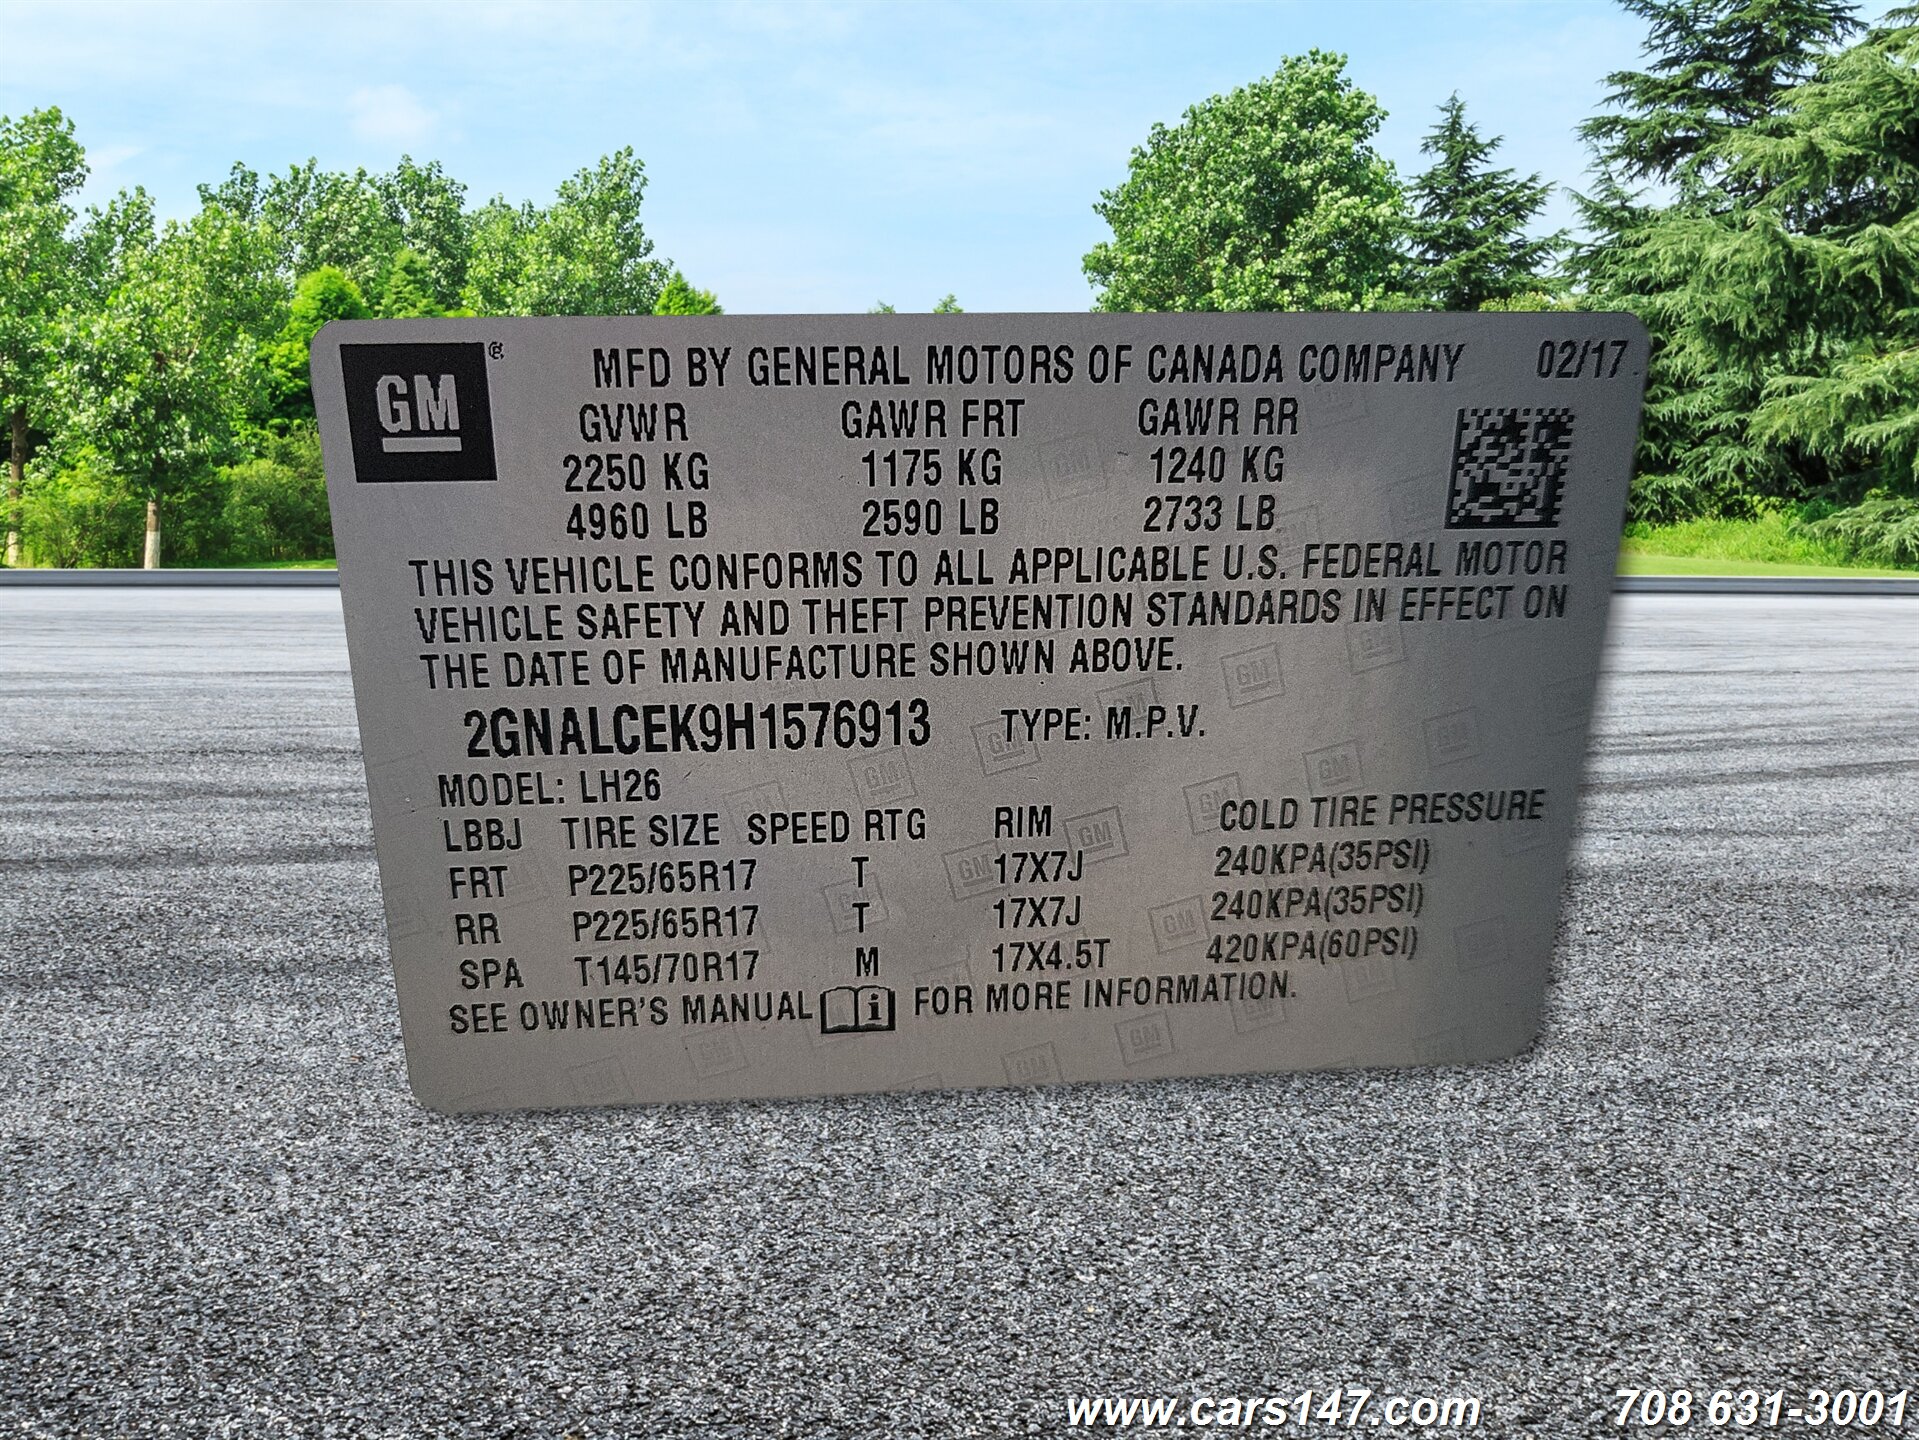 GM ® MFD BY GENERAL MOTORS OF CANADA COMPANY 02/17
GVWR GAWR FRT GAWR RR
2250 KG 1175 KG 1240 KG
4960 LB 2590 LB 2733 LB
THIS VEHICLE CONFORMS TO ALL APPLICABLE U.S. FEDERAL MOTOR
VEHICLE SAFETY AND THEFT PREVENTION STANDARDS IN EFFECT ON
THE DATE OF MANUFACTURE SHOWN ABOVE.
2GNALCEK9H1576913 TYPE: M.P.V.
MODEL: LH26
LBBJ TIRE SIZE SPEED RTG RIM COLD TIRE PRESSURE
FRT P225/65R17 T 17X7J 240KPA(35PSI)
RR P225/65R17 T 17X7J 240KPA(35PSI)
SPA T145/70R17 M 17X4.5T 420KPA(60PSI)
SEE OWNER'S MANUAL i FOR MORE INFORMATION.
www.cars147.com 708 631-3001